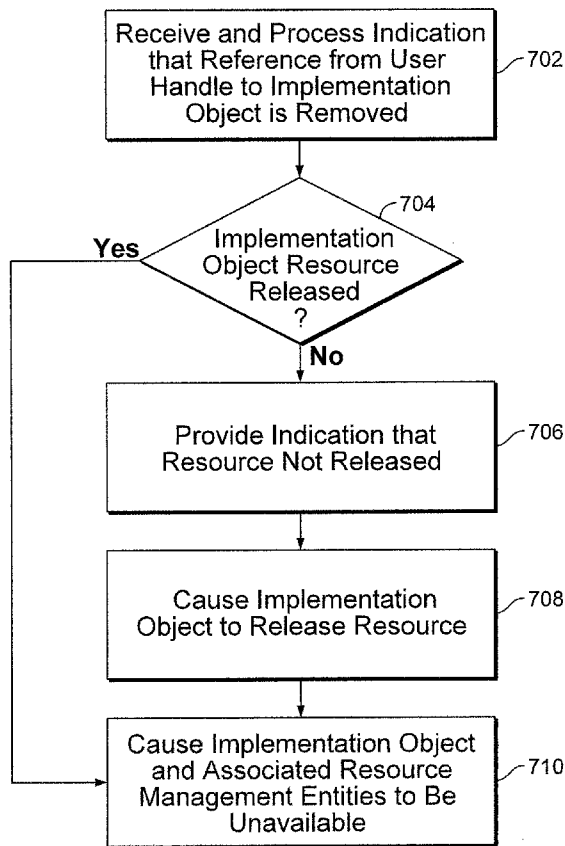 Receive and Process Indication
that Reference from User
Handle to Implementation
Object is Removed
702
704
Yes
Implementation
Object Resource
Released
?
No
Provide Indication that
Resource Not Released
706
Cause Implementation
Object to Release Resource
708
Cause Implementation Object
and Associated Resource
Management Entities to Be
Unavailable
710